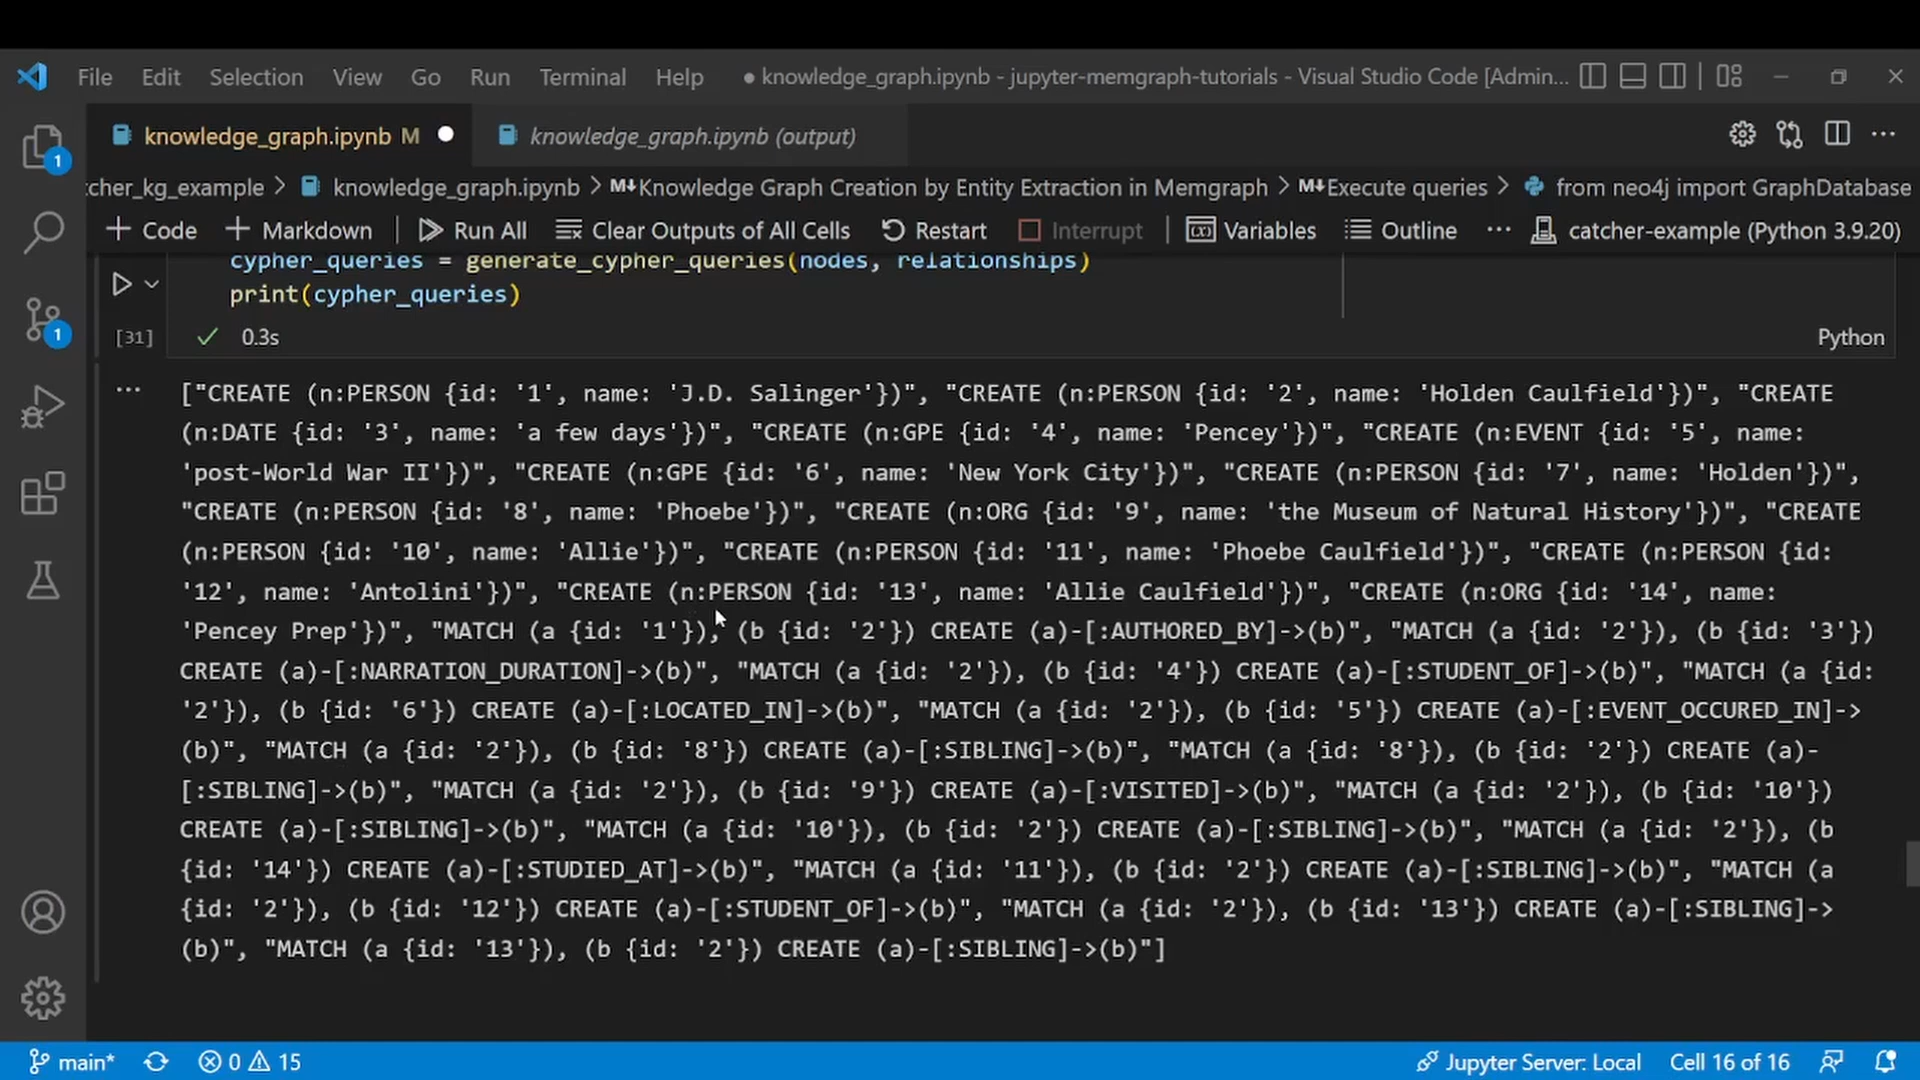 File Edit Selection View Go Run Terminal Help ● knowledge_graph.ipynb - jupyter-memgraph-tutorials - Visual Studio Code [Admin...
knowledge_graph.ipynb M ● knowledge_graph.ipynb (output)
1
tcher_kg_example > knowledge_graph.ipynb > M↓Knowledge Graph Creation by Entity Extraction in Memgraph > M↓Execute queries > from neo4j import GraphDatabase
+ Code + Markdown | Run All Clear Outputs of All Cells Restart Interrupt | Variables Outline ... catcher-example (Python 3.9.20)
cypher_queries = generate_cypher_queries(nodes, relationships)
print(cypher_queries)
1
[31] ✓ 0.3s Python
["CREATE (n:PERSON {id: '1', name: 'J.D. Salinger'})", "CREATE (n:PERSON {id: '2', name: 'Holden Caulfield'})", "CREATE
(n:DATE {id: '3', name: 'a few days'})", "CREATE (n:GPE {id: '4', name: 'Pencey'})", "CREATE (n:EVENT {id: '5', name:
'post-World War II'})", "CREATE (n:GPE {id: '6', name: 'New York City'})", "CREATE (n:PERSON {id: '7', name: 'Holden'})",
"CREATE (n:PERSON {id: '8', name: 'Phoebe'})", "CREATE (n:ORG {id: '9', name: 'the Museum of Natural History'})", "CREATE
(n:PERSON {id: '10', name: 'Allie'})", "CREATE (n:PERSON {id: '11', name: 'Phoebe Caulfield'})", "CREATE (n:PERSON {id:
'12', name: 'Antolini'})", "CREATE (n:PERSON {id: '13', name: 'Allie Caulfield'})", "CREATE (n:ORG {id: '14', name:
'Pencey Prep'})", "MATCH (a {id: '1'}), (b {id: '2'}) CREATE (a)-[:AUTHORED_BY]->(b)", "MATCH (a {id: '2'}), (b {id: '3'})
CREATE (a)-[:NARRATION_DURATION]->(b)", "MATCH (a {id: '2'}), (b {id: '4'}) CREATE (a)-[:STUDENT_OF]->(b)", "MATCH (a {id:
'2'}), (b {id: '6'}) CREATE (a)-[:LOCATED_IN]->(b)", "MATCH (a {id: '2'}), (b {id: '5'}) CREATE (a)-[:EVENT_OCCURED_IN]->
(b)", "MATCH (a {id: '2'}), (b {id: '8'}) CREATE (a)-[:SIBLING]->(b)", "MATCH (a {id: '8'}), (b {id: '2'}) CREATE (a)-
[:SIBLING]->(b)", "MATCH (a {id: '2'}), (b {id: '9'}) CREATE (a)-[:VISITED]->(b)", "MATCH (a {id: '2'}), (b {id: '10'})
CREATE (a)-[:SIBLING]->(b)", "MATCH (a {id: '10'}), (b {id: '2'}) CREATE (a)-[:SIBLING]->(b)", "MATCH (a {id: '2'}), (b
{id: '14'}) CREATE (a)-[:STUDIED_AT]->(b)", "MATCH (a {id: '11'}), (b {id: '2'}) CREATE (a)-[:SIBLING]->(b)", "MATCH (a
{id: '2'}), (b {id: '12'}) CREATE (a)-[:STUDENT_OF]->(b)", "MATCH (a {id: '2'}), (b {id: '13'}) CREATE (a)-[:SIBLING]->
(b)", "MATCH (a {id: '13'}), (b {id: '2'}) CREATE (a)-[:SIBLING]->(b)"]
main* 0 15 Jupyter Server: Local Cell 16 of 16